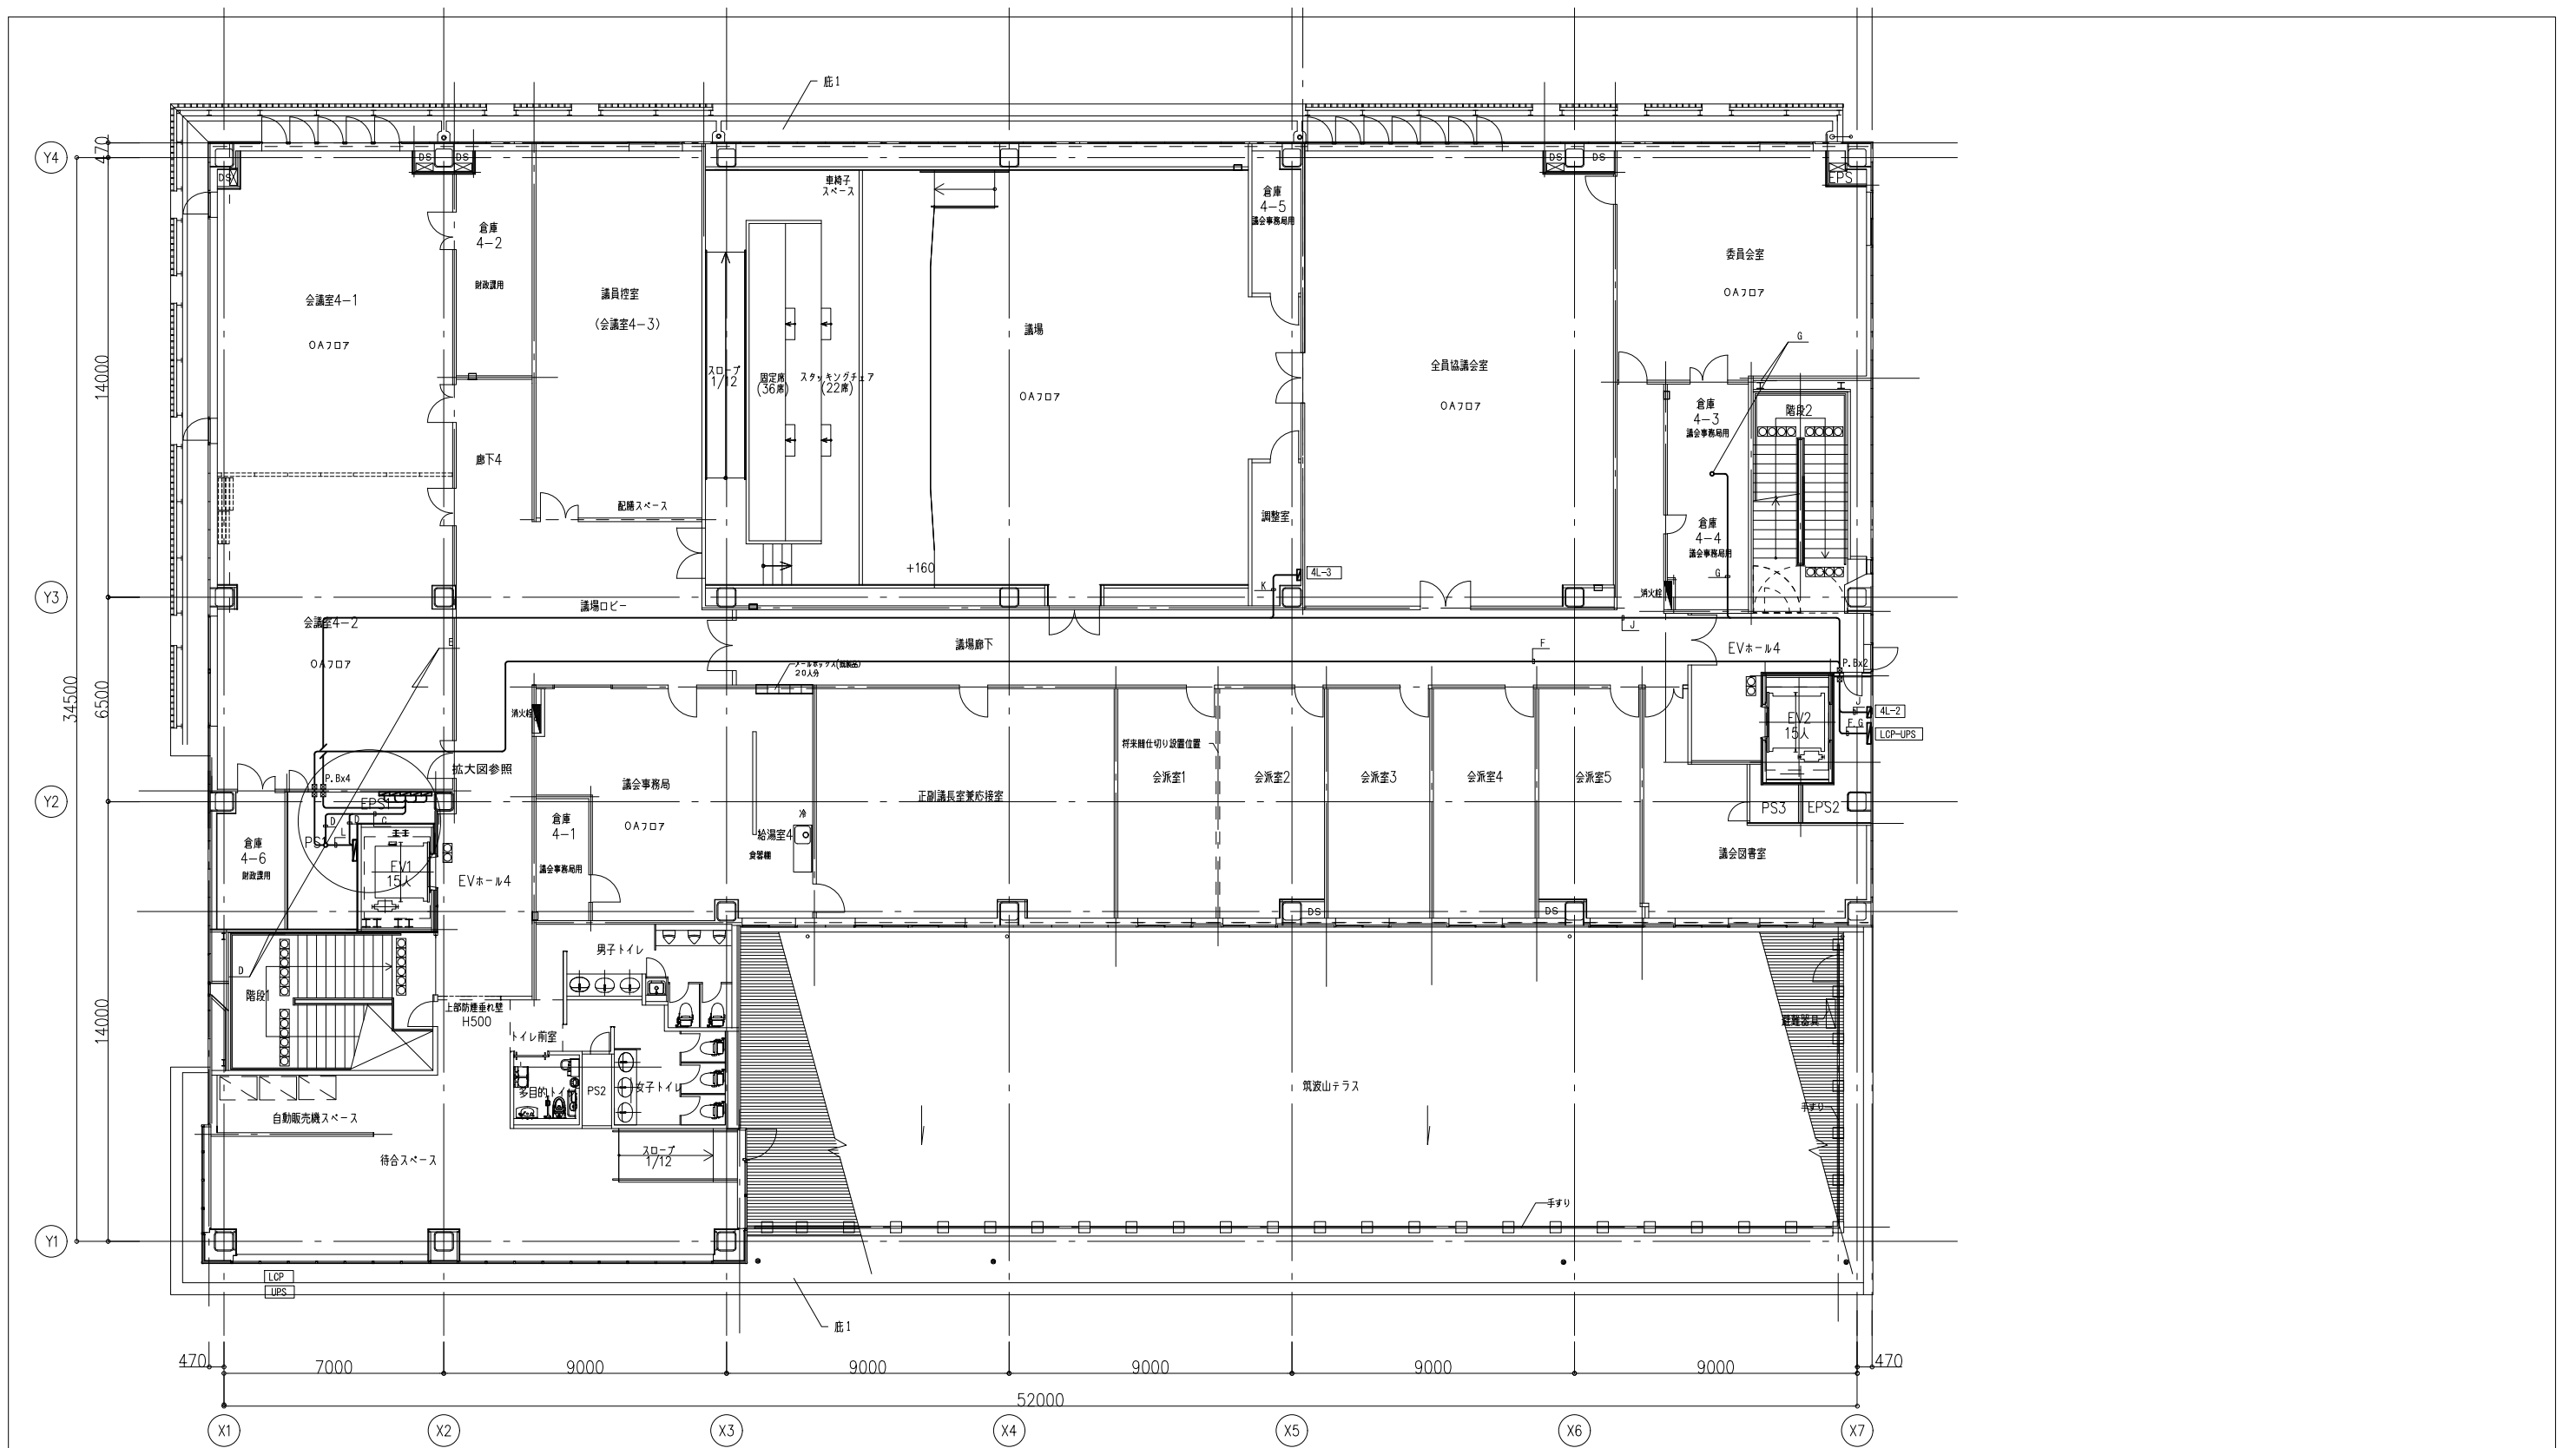 庇1
Y4
470
DS
DS
DS
DS
DS
EPS
車椅子
スペース
倉庫
4-5
議会事務局用
倉庫
4-2
財政課用
議員控室
(会議室4-3)
会議室4-1
OAフロア
委員会室
OAフロア
議場
OAフロア
G
スロープ
1/12
固定席
(36席)
スタッキングチェア
(22席)
全員協議会室
OAフロア
14000
倉庫
4-3
議会事務局用
階段2
廊下4
配膳スペース
調整室
倉庫
4-4
議会事務局用
+160
4L-3
K
G
消火栓
Y3
議場ロビー
会議室4-2
OAフロア
E
議場廊下
F
J
EVホール4
P.Bx2
メールボックス(既製品)
20人分
34500
6500
消火栓
J
4L-2
F.G
LCP-UPS
EV2
15人
将来間仕切り設置位置
拡大図参照
P.Bx4
議会事務局
OAフロア
正副議長室兼応接室
会派室1
会派室2
会派室3
会派室4
会派室5
Y2
EPS1
D
D
C
L
PS1
PS3
EPS2
倉庫
4-6
財政課用
EV1
15人
EVホール4
倉庫
4-1
議会事務局用
冷
給湯室4
食器棚
議会図書室
DS
DS
男子トイレ
D
階段1
上部防煙垂れ壁
H500
トイレ前室
14000
多目的トイレ
PS2
女子トイレ
避難器具
筑波山テラス
手すり
自動販売機スペース
待合スペース
スロープ
1/12
手すり
Y1
LCP
UPS
庇1
470
7000
9000
9000
9000
9000
9000
470
52000
X1
X2
X3
X4
X5
X6
X7